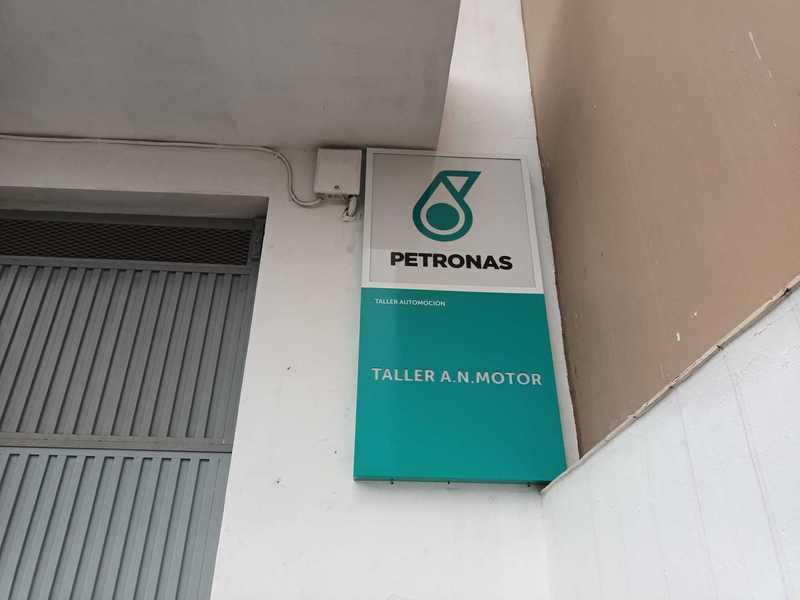 PETRONAS
TALLER AUTOMOCIÓN
TALLER A.N.MOTOR